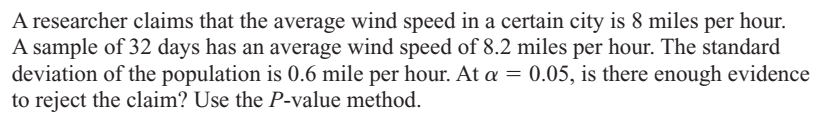 A researcher claims that the average wind speed in a certain city is 8 miles per hour.
A sample of 32 days has an average wind speed of 8.2 miles per hour. The standard
deviation of the population is 0.6 mile per hour. At α = 0.05, is there enough evidence
to reject the claim? Use the P-value method.